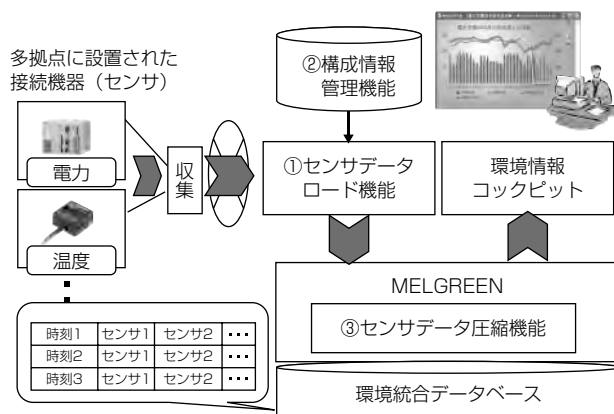 多拠点に設置された
接続機器（センサ）
電力
温度
収集
②構成情報
管理機能
①センサデータ
ロード機能
環境情報
コックピット
MELGREEN
③センサデータ圧縮機能
環境統合データベース
時刻1 センサ1 センサ2 ･･･
時刻2 センサ1 センサ2 ･･･
時刻3 センサ1 センサ2 ･･･